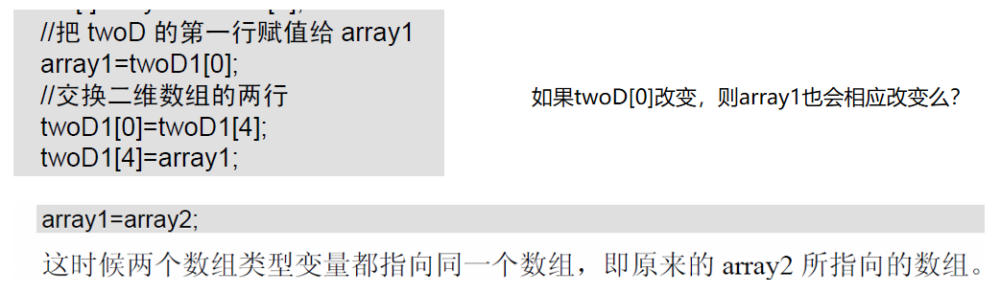 //把 twoD 的第一行赋值给 array1
array1=twoD1[0];
//交换二维数组的两行
twoD1[0]=twoD1[4];
twoD1[4]=array1;
如果twoD[0]改变，则array1也会相应改变么？
array1=array2;
这时候两个数组类型变量都指向同一个数组，即原来的 array2 所指向的数组。